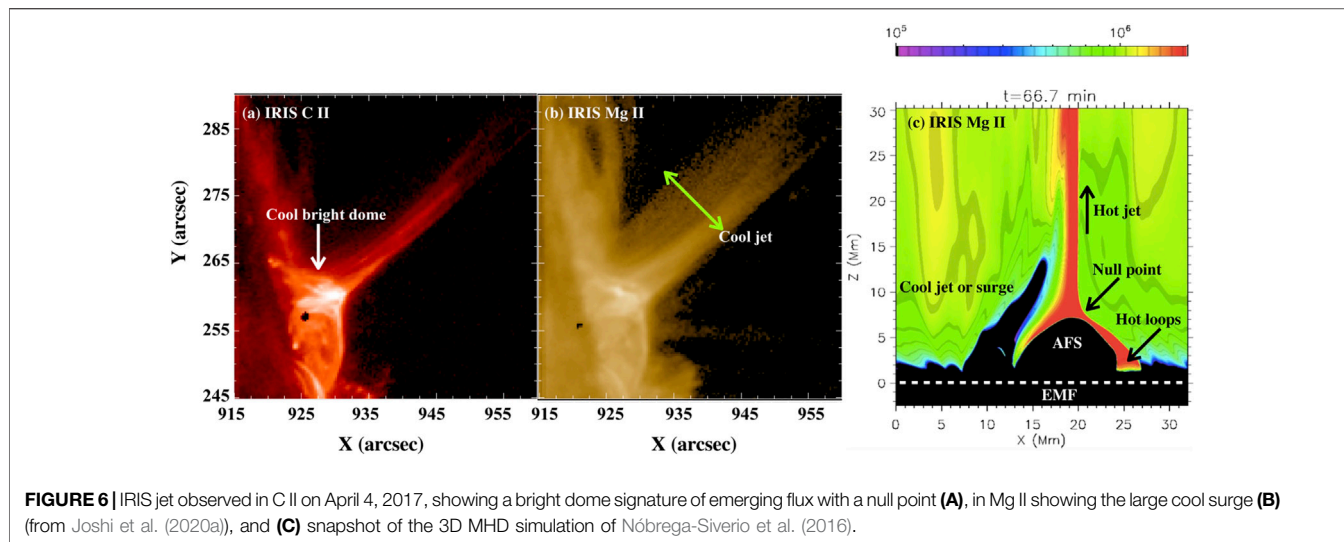 10⁵ 10⁶
t=66.7 min
(a) IRIS C II
Cool bright dome
Y (arcsec)
285
275
265
255
245
915 925 935 945 955
X (arcsec)
(b) IRIS Mg II
Cool jet
915 925 935 945 955
X (arcsec)
(c) IRIS Mg II
Hot jet
Null point
Cool jet or surge
Hot loops
AFS
EMF
Z (Mm)
30
25
20
15
10
5
0
0 5 10 15 20 25 30
X (Mm)
FIGURE 6 | IRIS jet observed in C II on April 4, 2017, showing a bright dome signature of emerging flux with a null point (A), in Mg II showing the large cool surge (B)
(from Joshi et al. (2020a)), and (C) snapshot of the 3D MHD simulation of Nóbrega-Siverio et al. (2016).